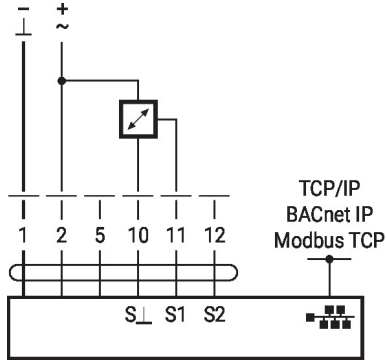 − +
⊥ ~
TCP/IP
BACnet IP
Modbus TCP
1 2 5 10 11 12
S⊥ S1 S2